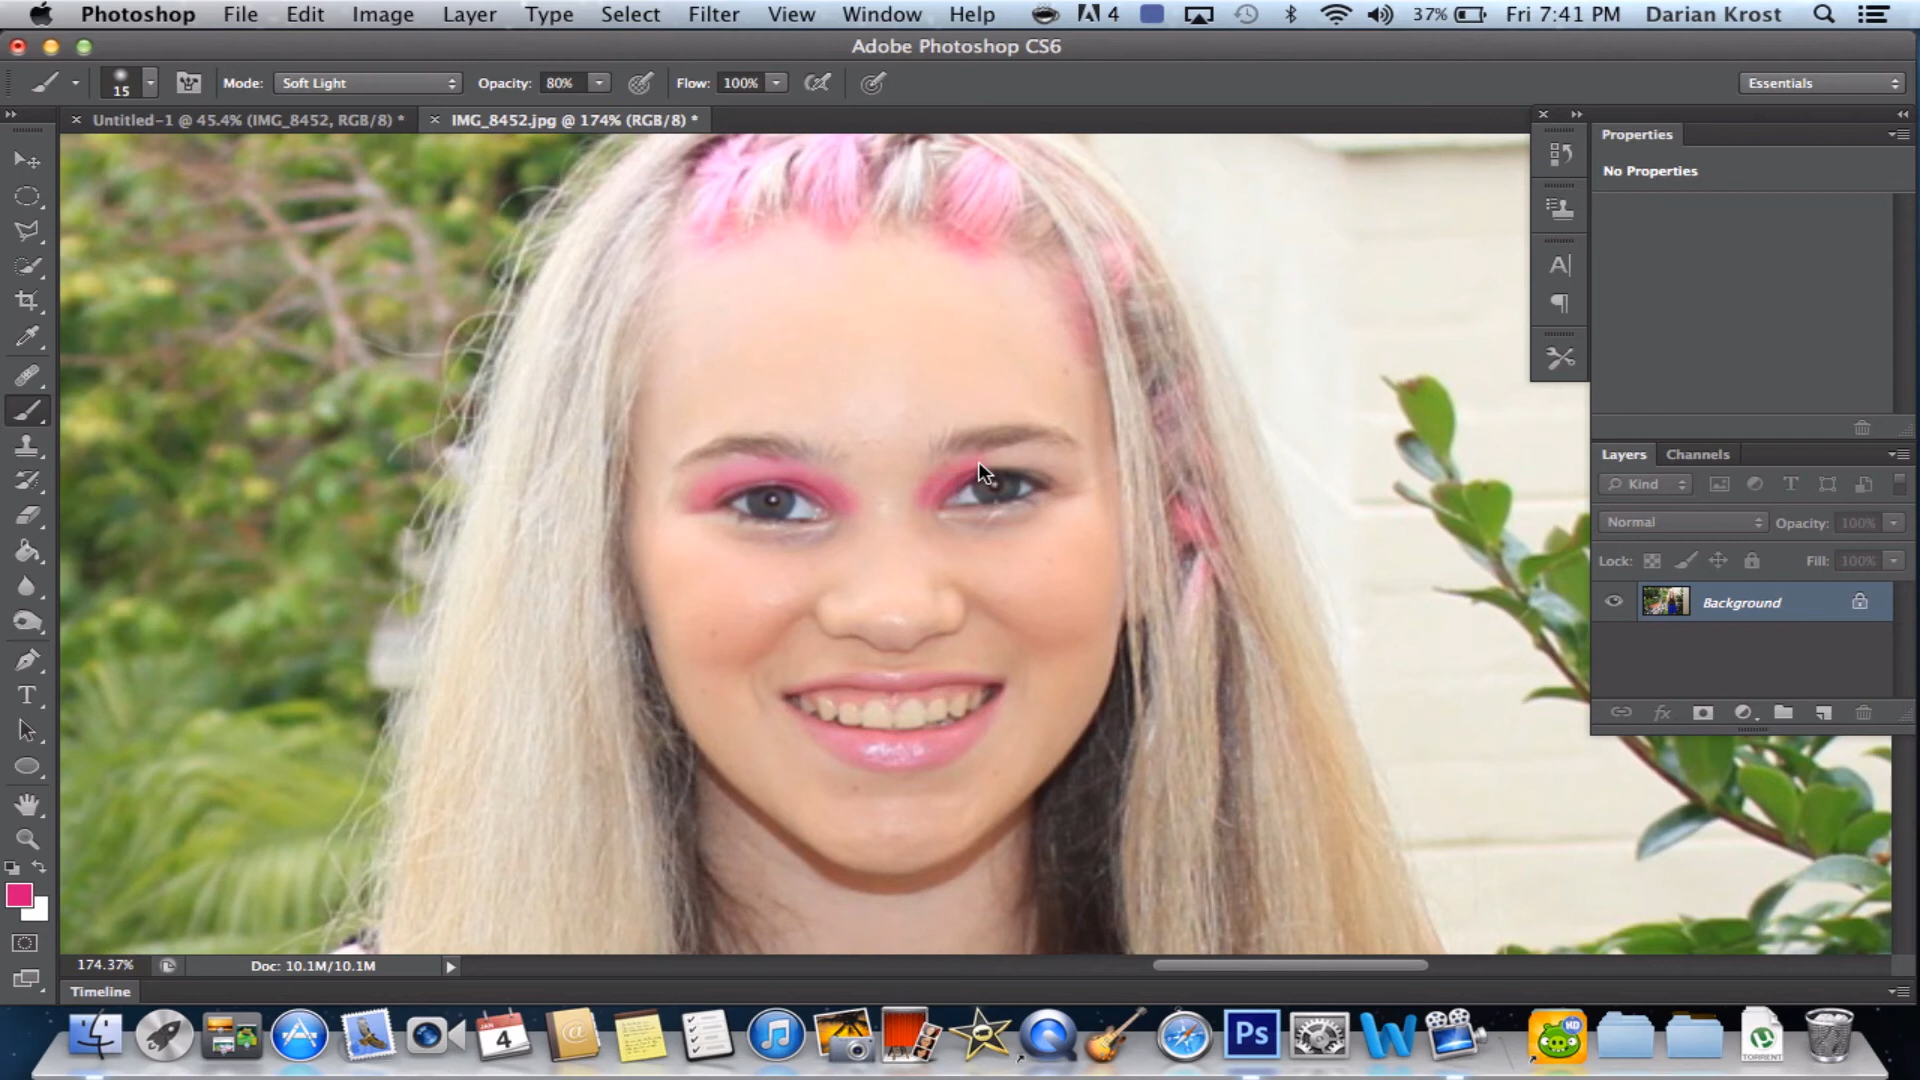 Photoshop File Edit Image Layer Type Select Filter View Window Help 4 37% Fri 7:41 PM Darian Krost
Adobe Photoshop CS6
15 Mode: Soft Light Opacity: 80% Flow: 100% Essentials
Untitled-1 @ 45.4% (IMG_8452, RGB/8) * IMG_8452.jpg @ 174% (RGB/8) *
Properties
No Properties
Layers Channels
Kind
Normal Opacity: 100%
Lock: Fill: 100%
Background
174.37% Doc: 10.1M/10.1M
Timeline
JAN
4
Ps
HD
TORRENT